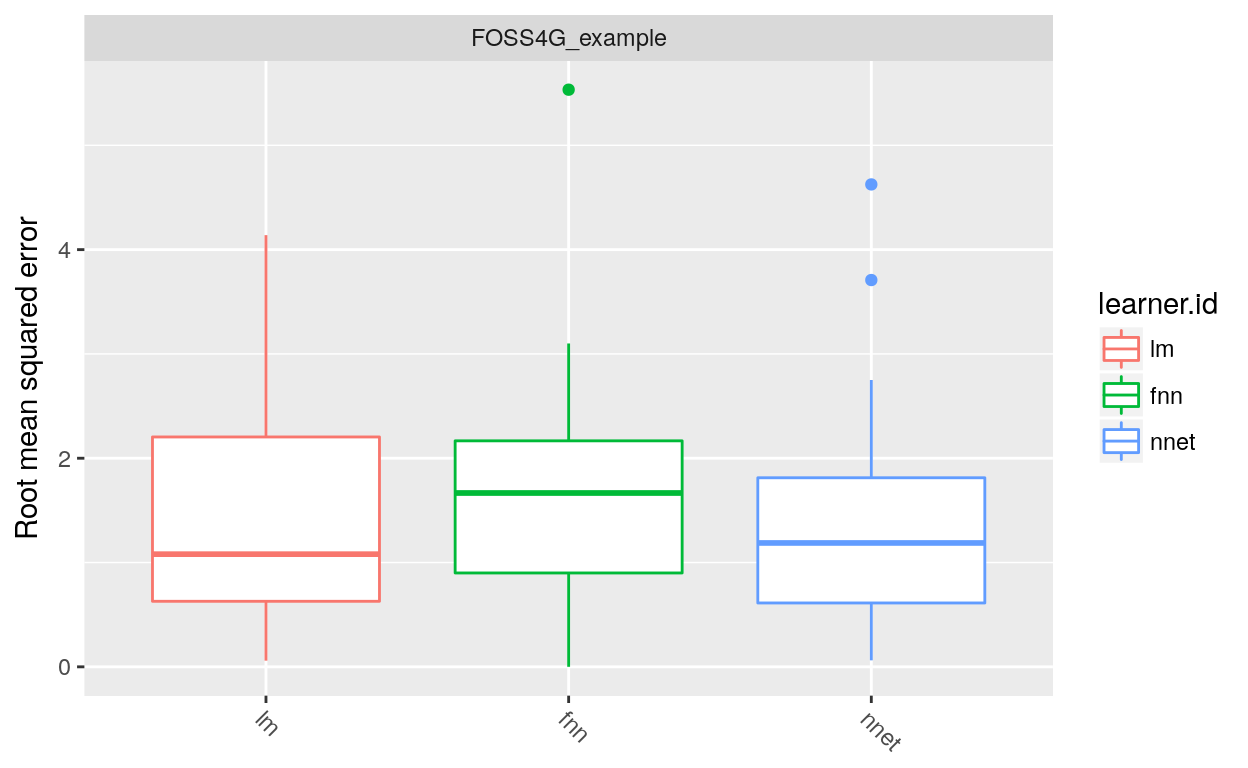 FOSS4G_example
Root mean squared error
4
2
0
lm
fnn
nnet
learner.id
lm
fnn
nnet